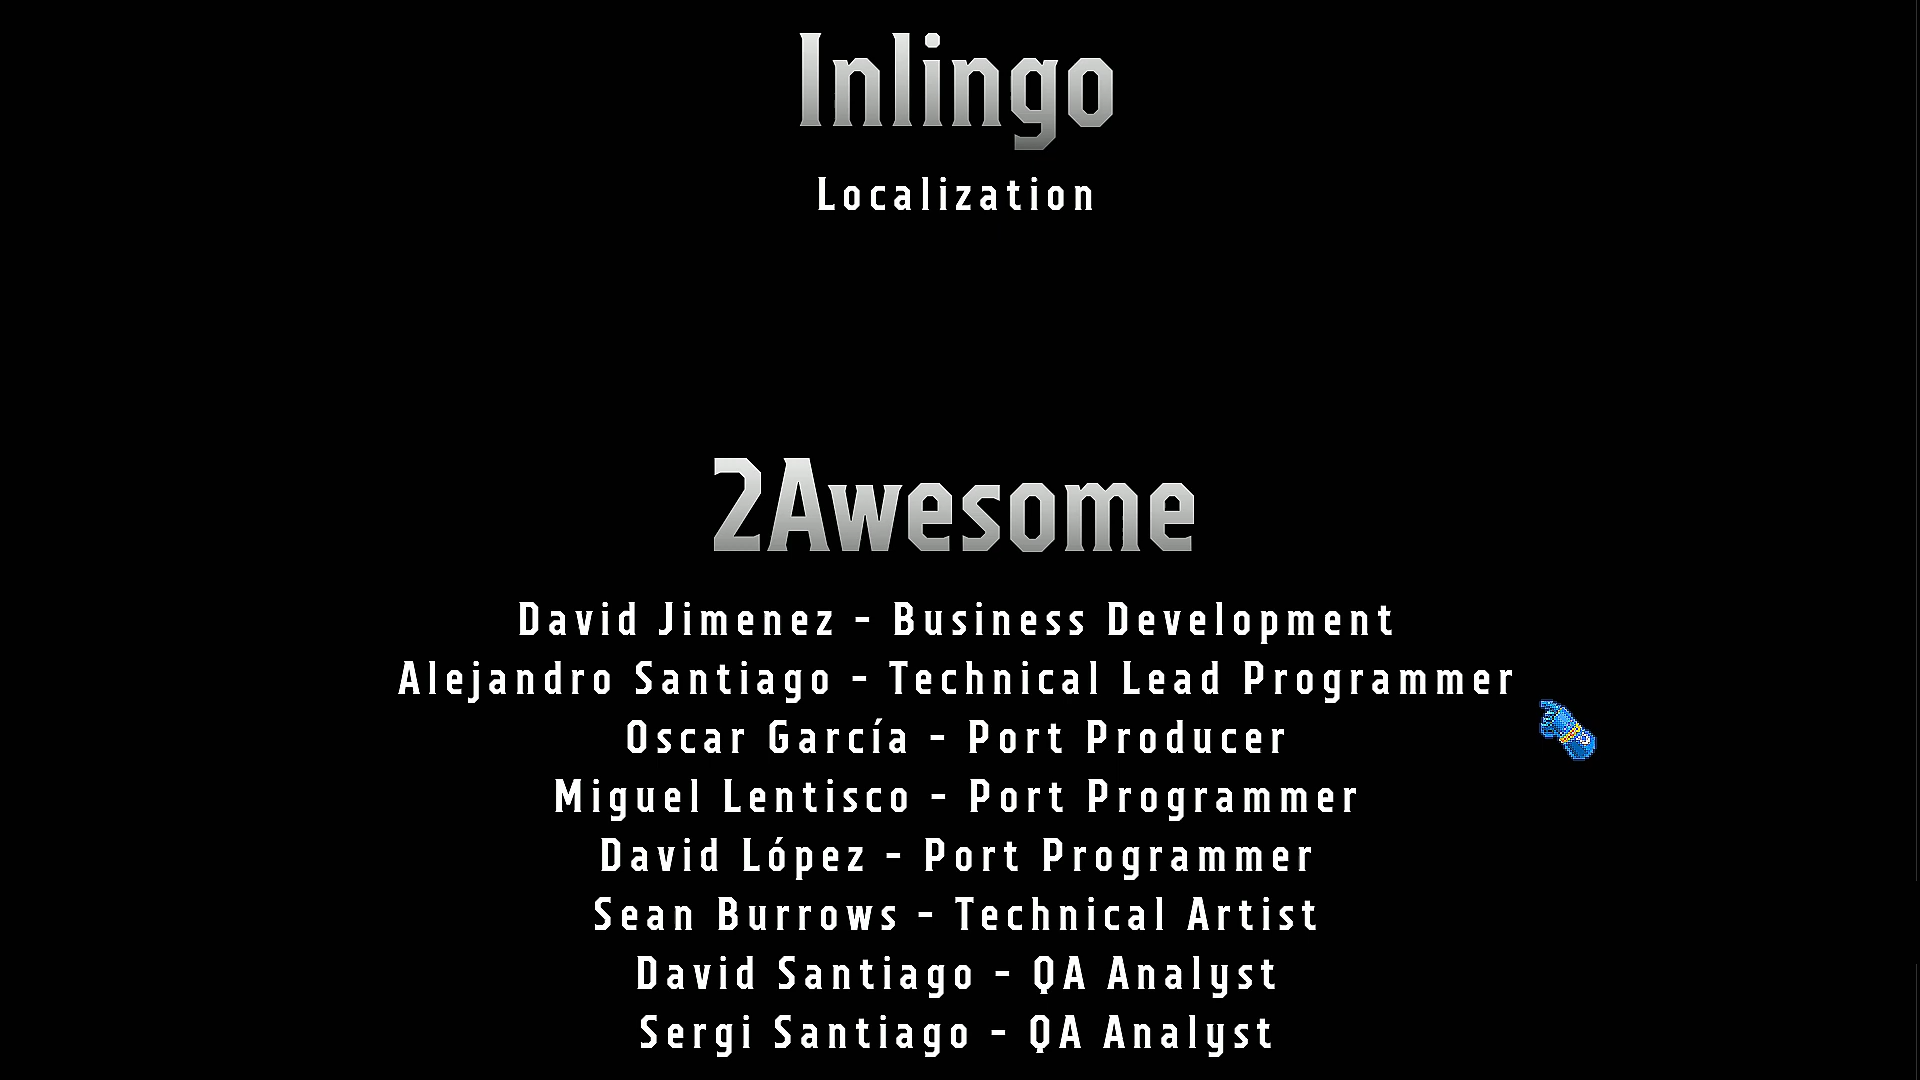 Inlingo
Localization
2Awesome
David Jimenez - Business Development
Alejandro Santiago - Technical Lead Programmer
Oscar García - Port Producer
Miguel Lentisco - Port Programmer
David López - Port Programmer
Sean Burrows - Technical Artist
David Santiago - QA Analyst
Sergi Santiago - QA Analyst